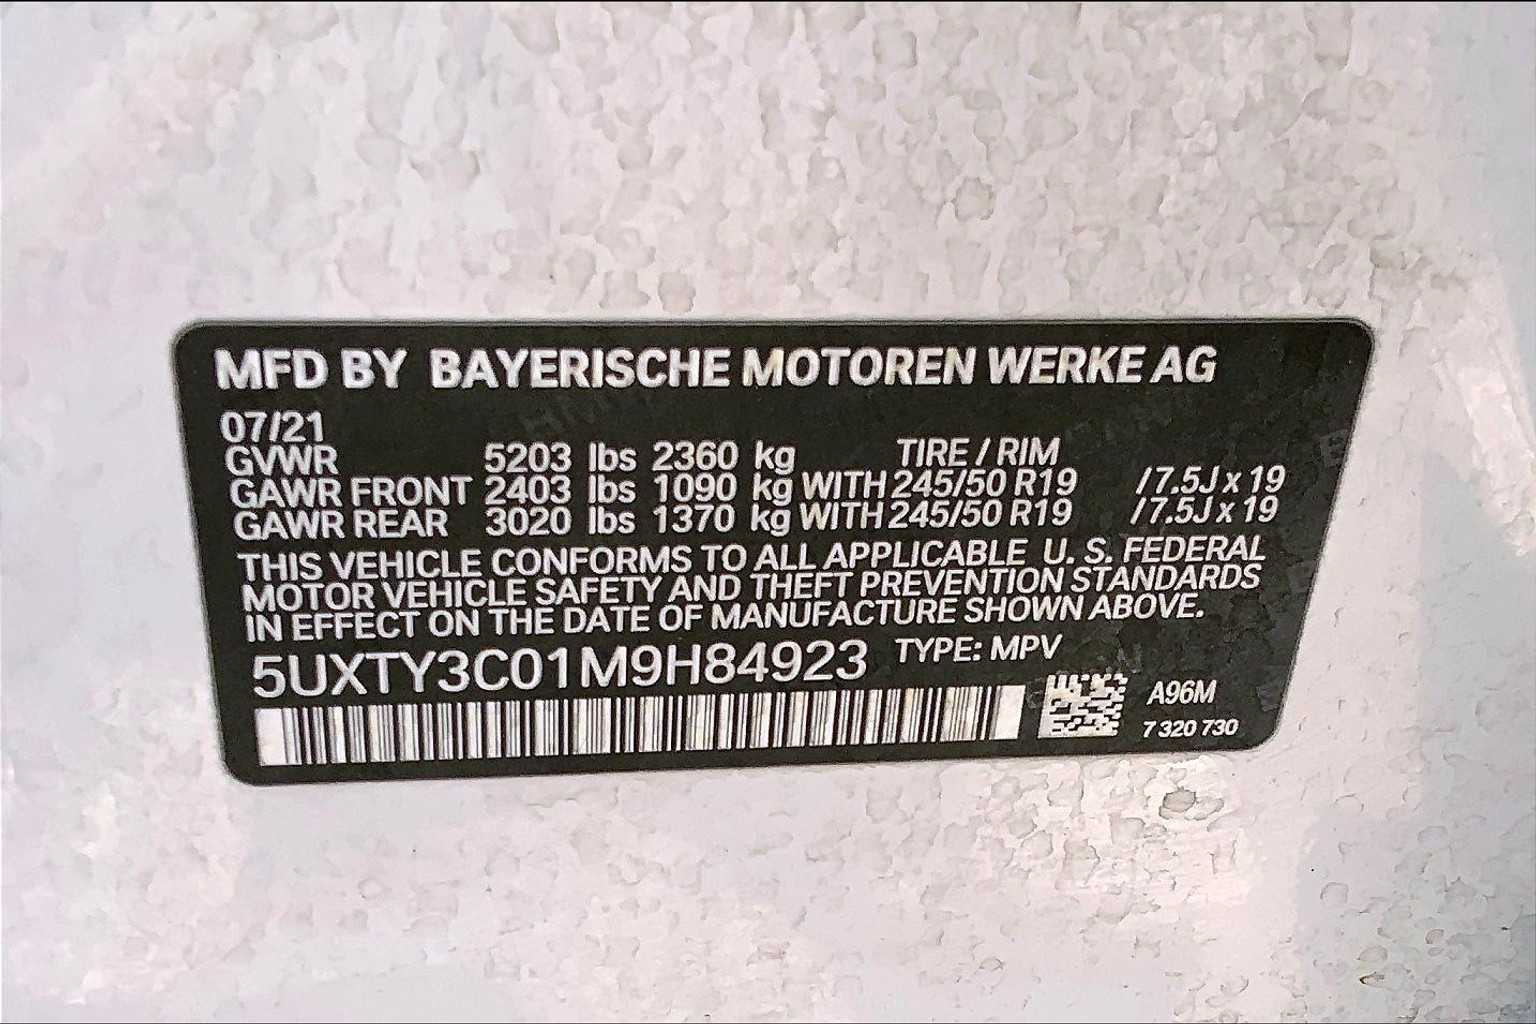 MFD BY BAYERISCHE MOTOREN WERKE AG
07/21
GVWR 5203 lbs 2360 kg TIRE / RIM
GAWR FRONT 2403 lbs 1090 kg WITH 245/50 R19 /7.5J x 19
GAWR REAR 3020 lbs 1370 kg WITH 245/50 R19 /7.5J x 19
THIS VEHICLE CONFORMS TO ALL APPLICABLE U. S. FEDERAL
MOTOR VEHICLE SAFETY AND THEFT PREVENTION STANDARDS
IN EFFECT ON THE DATE OF MANUFACTURE SHOWN ABOVE.
5UXTY3C01M9H84923 TYPE: MPV
A96M
7 320 730